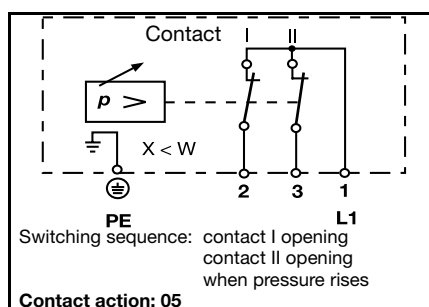 Contact I II
p >
X < W
2 3 1
PE L1
Switching sequence: contact I opening
contact II opening
when pressure rises
Contact action: 05